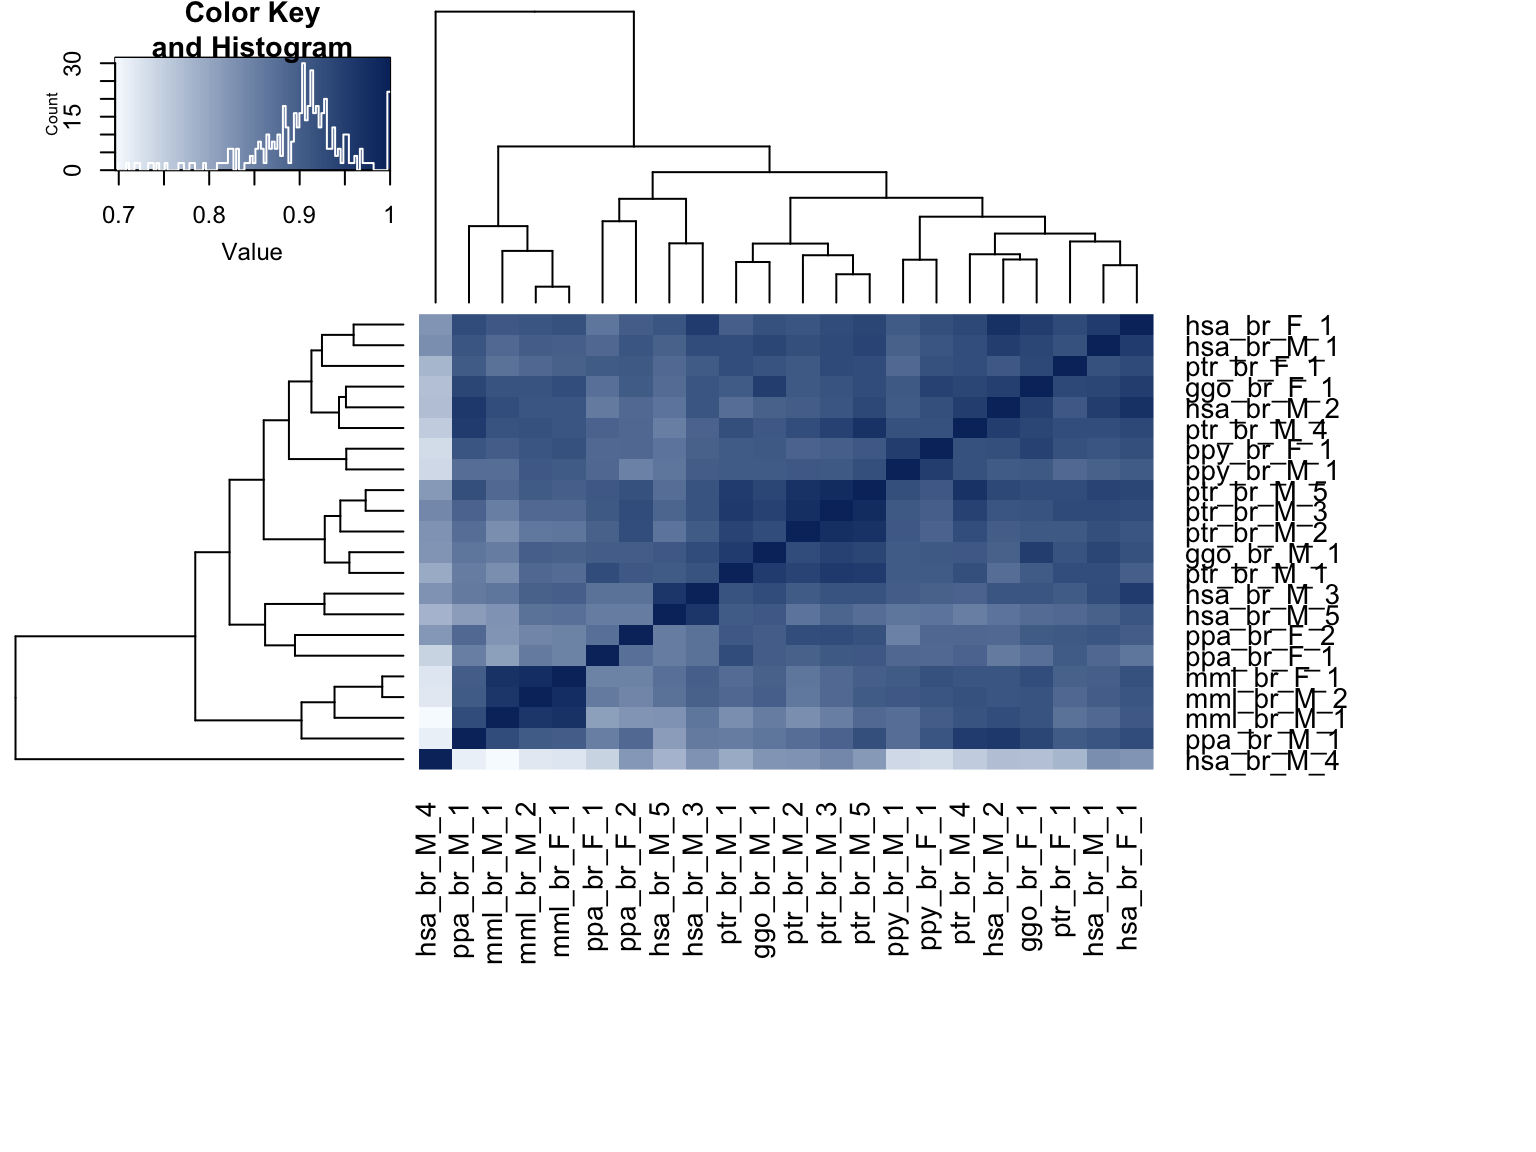 Color Key
and Histogram
Count
0 15 30
0.7 0.8 0.9 1
Value
hsa_br_F_1
hsa_br_M_1
ptr_br_F_1
ggo_br_F_1
hsa_br_M_2
ptr_br_M_4
ppy_br_F_1
ppy_br_M_1
ptr_br_M_5
ptr_br_M_3
ptr_br_M_2
ggo_br_M_1
ptr_br_M_1
hsa_br_M_3
hsa_br_M_5
ppa_br_F_2
ppa_br_F_1
mml_br_F_1
mml_br_M_2
mml_br_M_1
ppa_br_M_1
hsa_br_M_4
hsa_br_M_4
ppa_br_M_1
mml_br_M_1
mml_br_M_2
mml_br_F_1
ppa_br_F_1
ppa_br_F_2
hsa_br_M_5
hsa_br_M_3
ptr_br_M_1
ggo_br_M_1
ptr_br_M_2
ptr_br_M_3
ptr_br_M_5
ppy_br_M_1
ppy_br_F_1
ptr_br_M_4
hsa_br_M_2
ggo_br_F_1
ptr_br_F_1
hsa_br_M_1
hsa_br_F_1